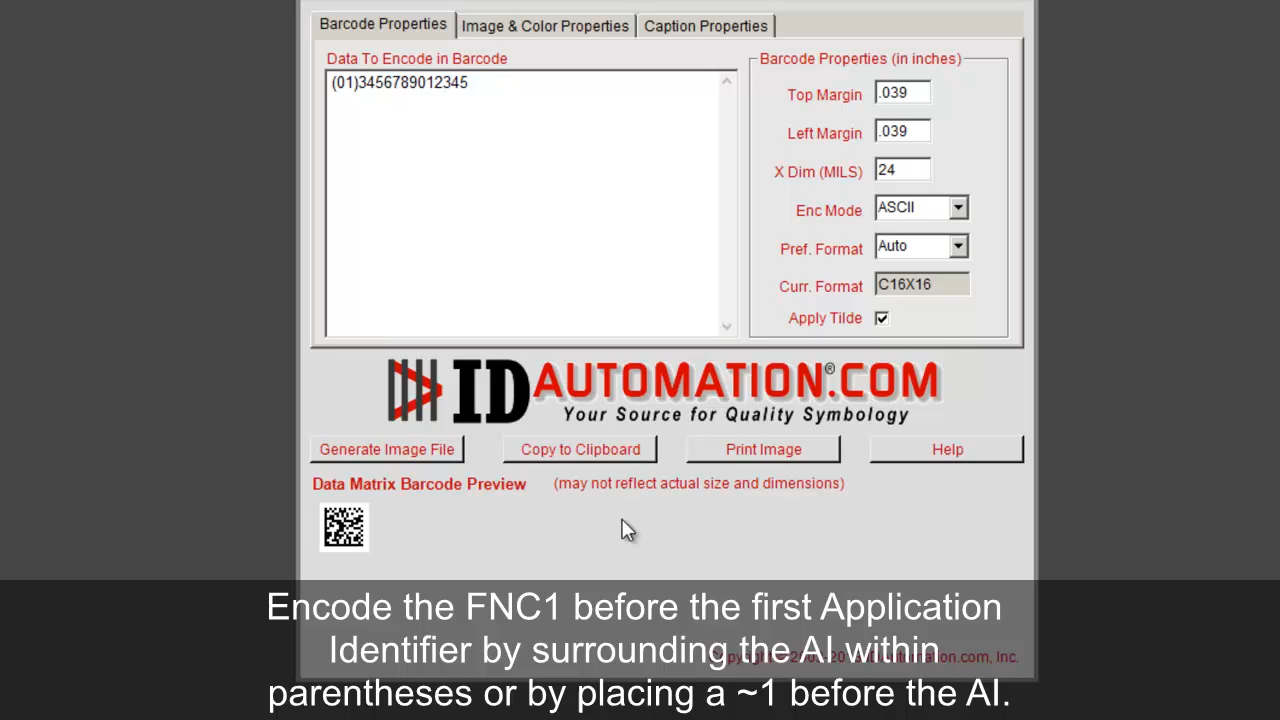 Barcode Properties
Image & Color Properties
Caption Properties
Data To Encode in Barcode
(01)3456789012345
Barcode Properties (in inches)
Top Margin .039
Left Margin .039
X Dim (MILS) 24
Enc Mode ASCII
Pref. Format Auto
Curr. Format C16X16
Apply Tilde
IDAUTOMATION®.COM
Your Source for Quality Symbology
Generate Image File
Copy to Clipboard
Print Image
Help
Data Matrix Barcode Preview (may not reflect actual size and dimensions)
Encode the FNC1 before the first Application
Identifier by surrounding the AI within
.com, Inc.
parentheses or by placing a ~1 before the AI.